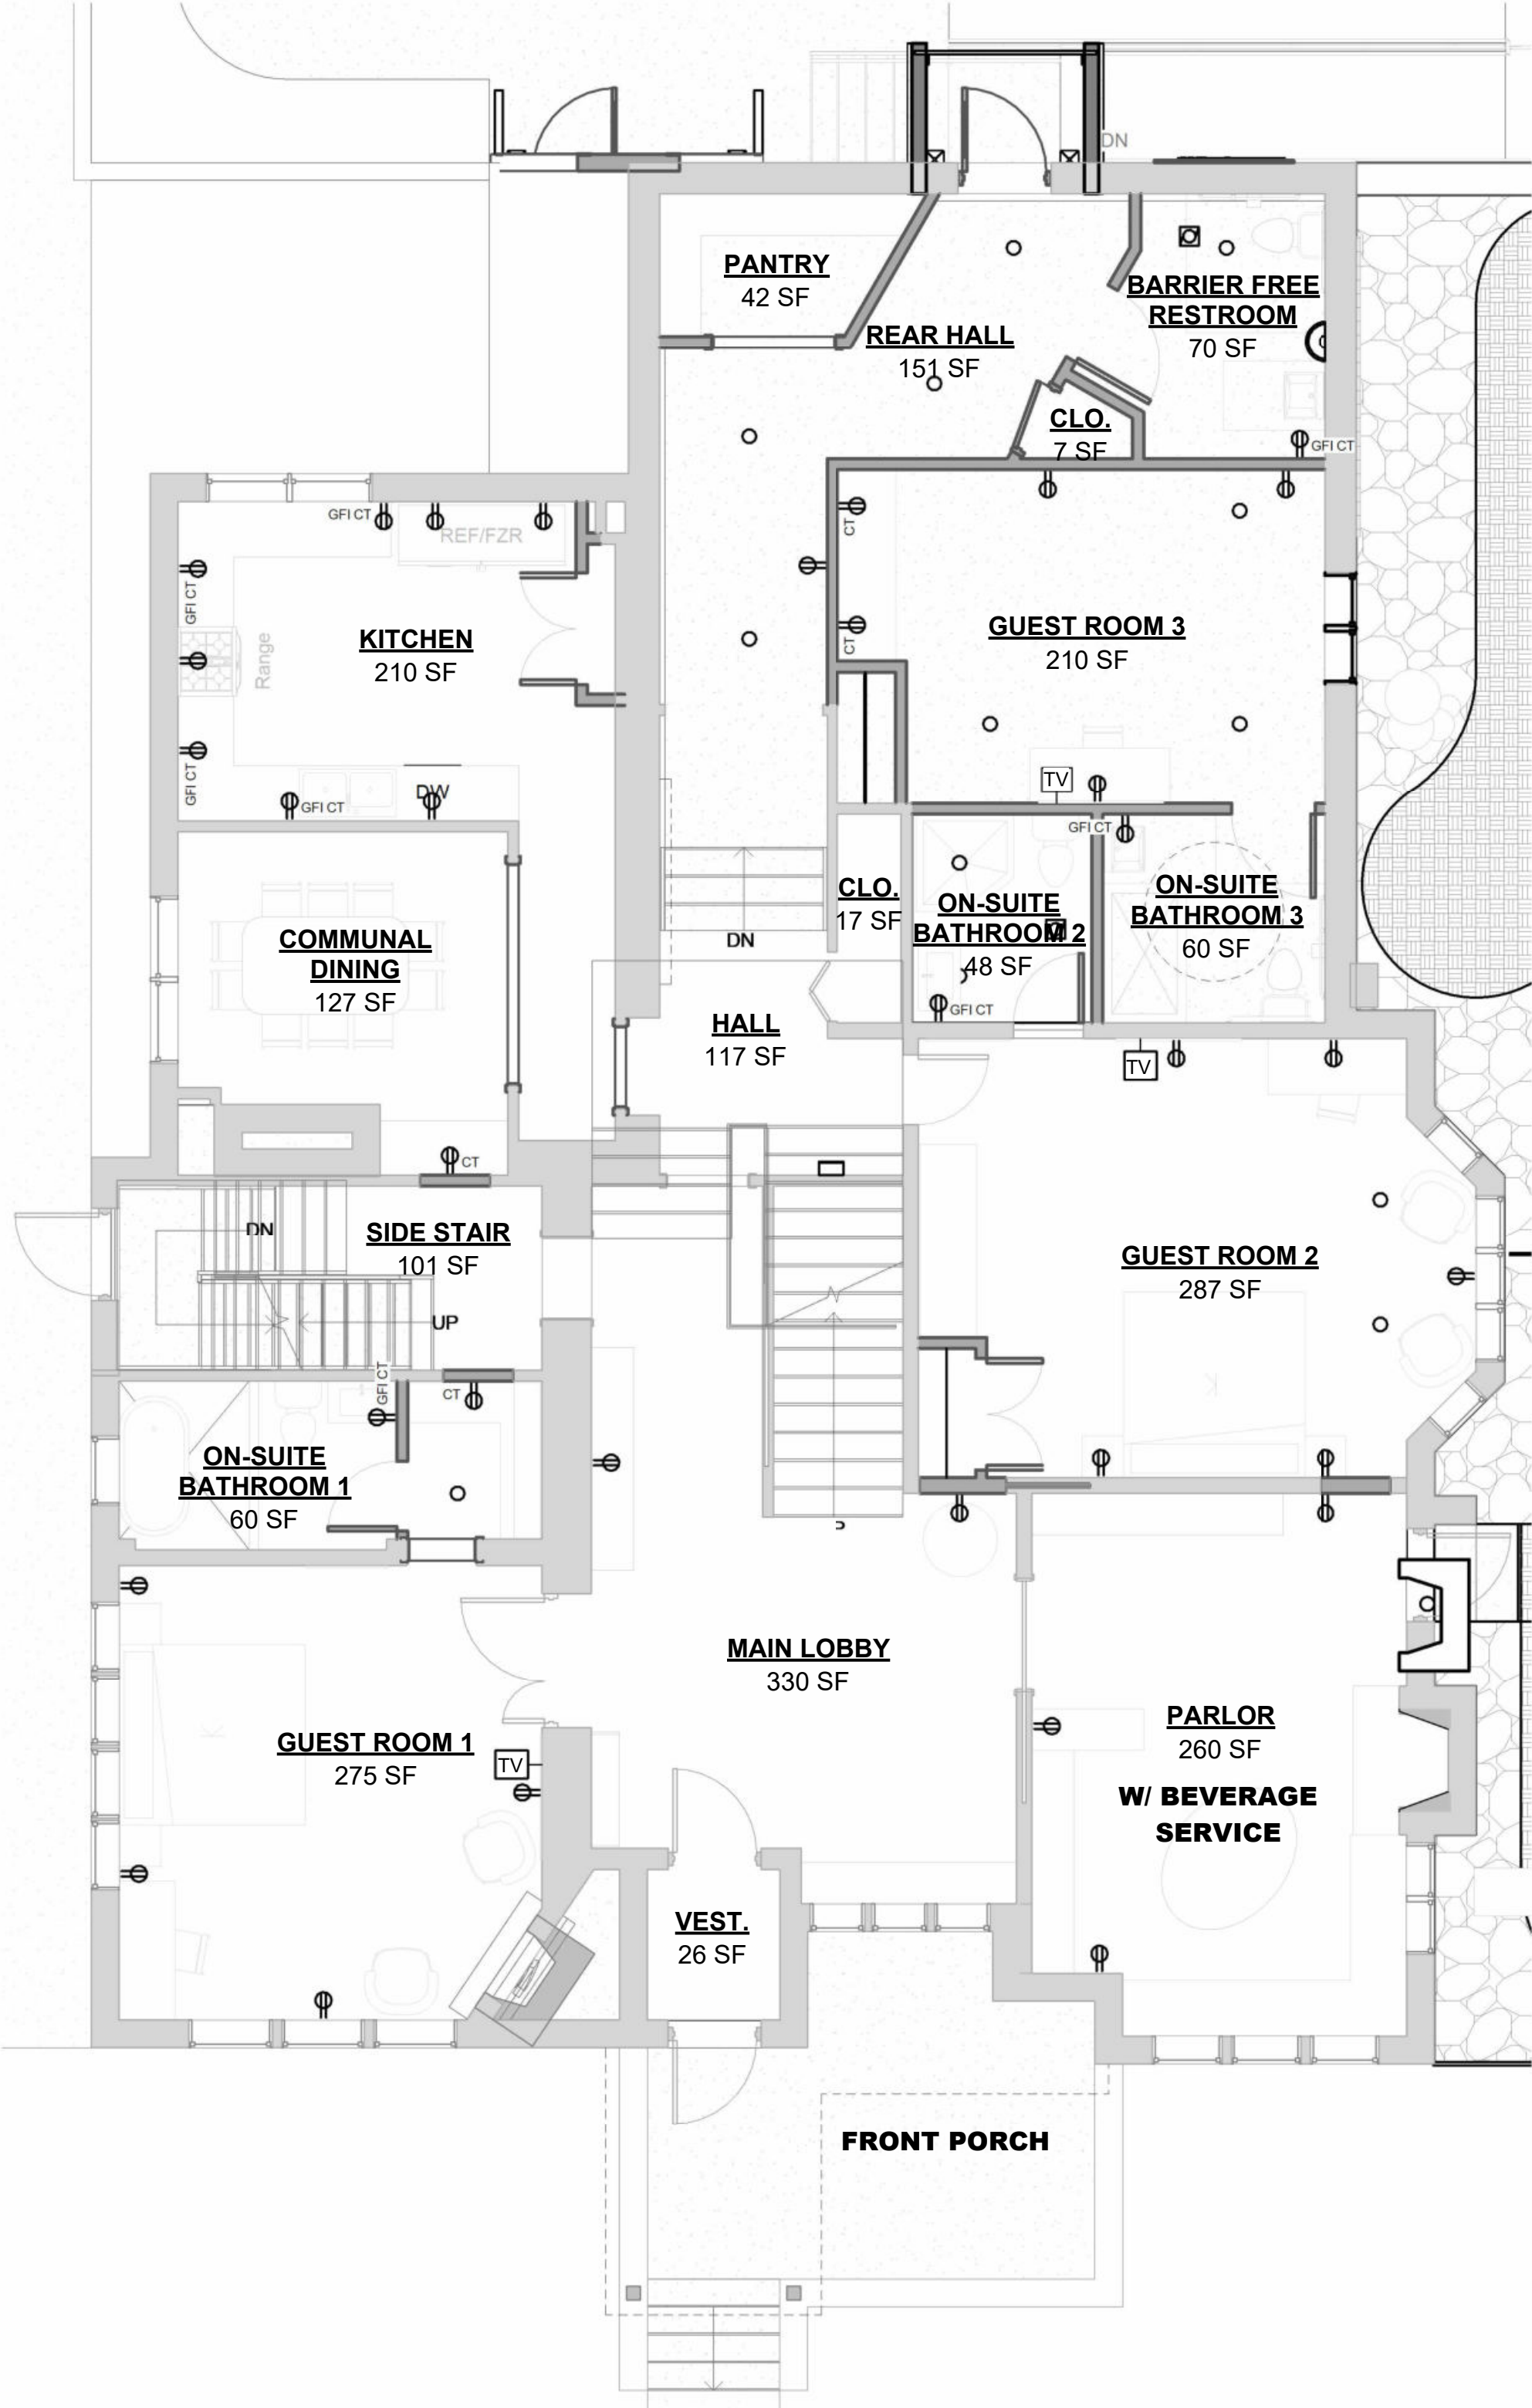 DN
PANTRY
42 SF
BARRIER FREE
RESTROOM
70 SF
REAR HALL
151 SF
CLO.
7 SF
GFI CT
GFI CT
REF/FZR
CT
GFI CT
Range
KITCHEN
210 SF
GUEST ROOM 3
210 SF
CT
GFI CT
GFI CT
DW
TV
GFI CT
COMMUNAL
DINING
127 SF
DN
CLO.
17 SF
ON-SUITE
BATHROOM 2
48 SF
GFI CT
ON-SUITE
BATHROOM 3
60 SF
HALL
117 SF
TV
CT
DN
SIDE STAIR
101 SF
UP
GUEST ROOM 2
287 SF
GFI CT
CT
ON-SUITE
BATHROOM 1
60 SF
MAIN LOBBY
330 SF
GUEST ROOM 1
275 SF
TV
PARLOR
260 SF
W/ BEVERAGE
SERVICE
VEST.
26 SF
FRONT PORCH